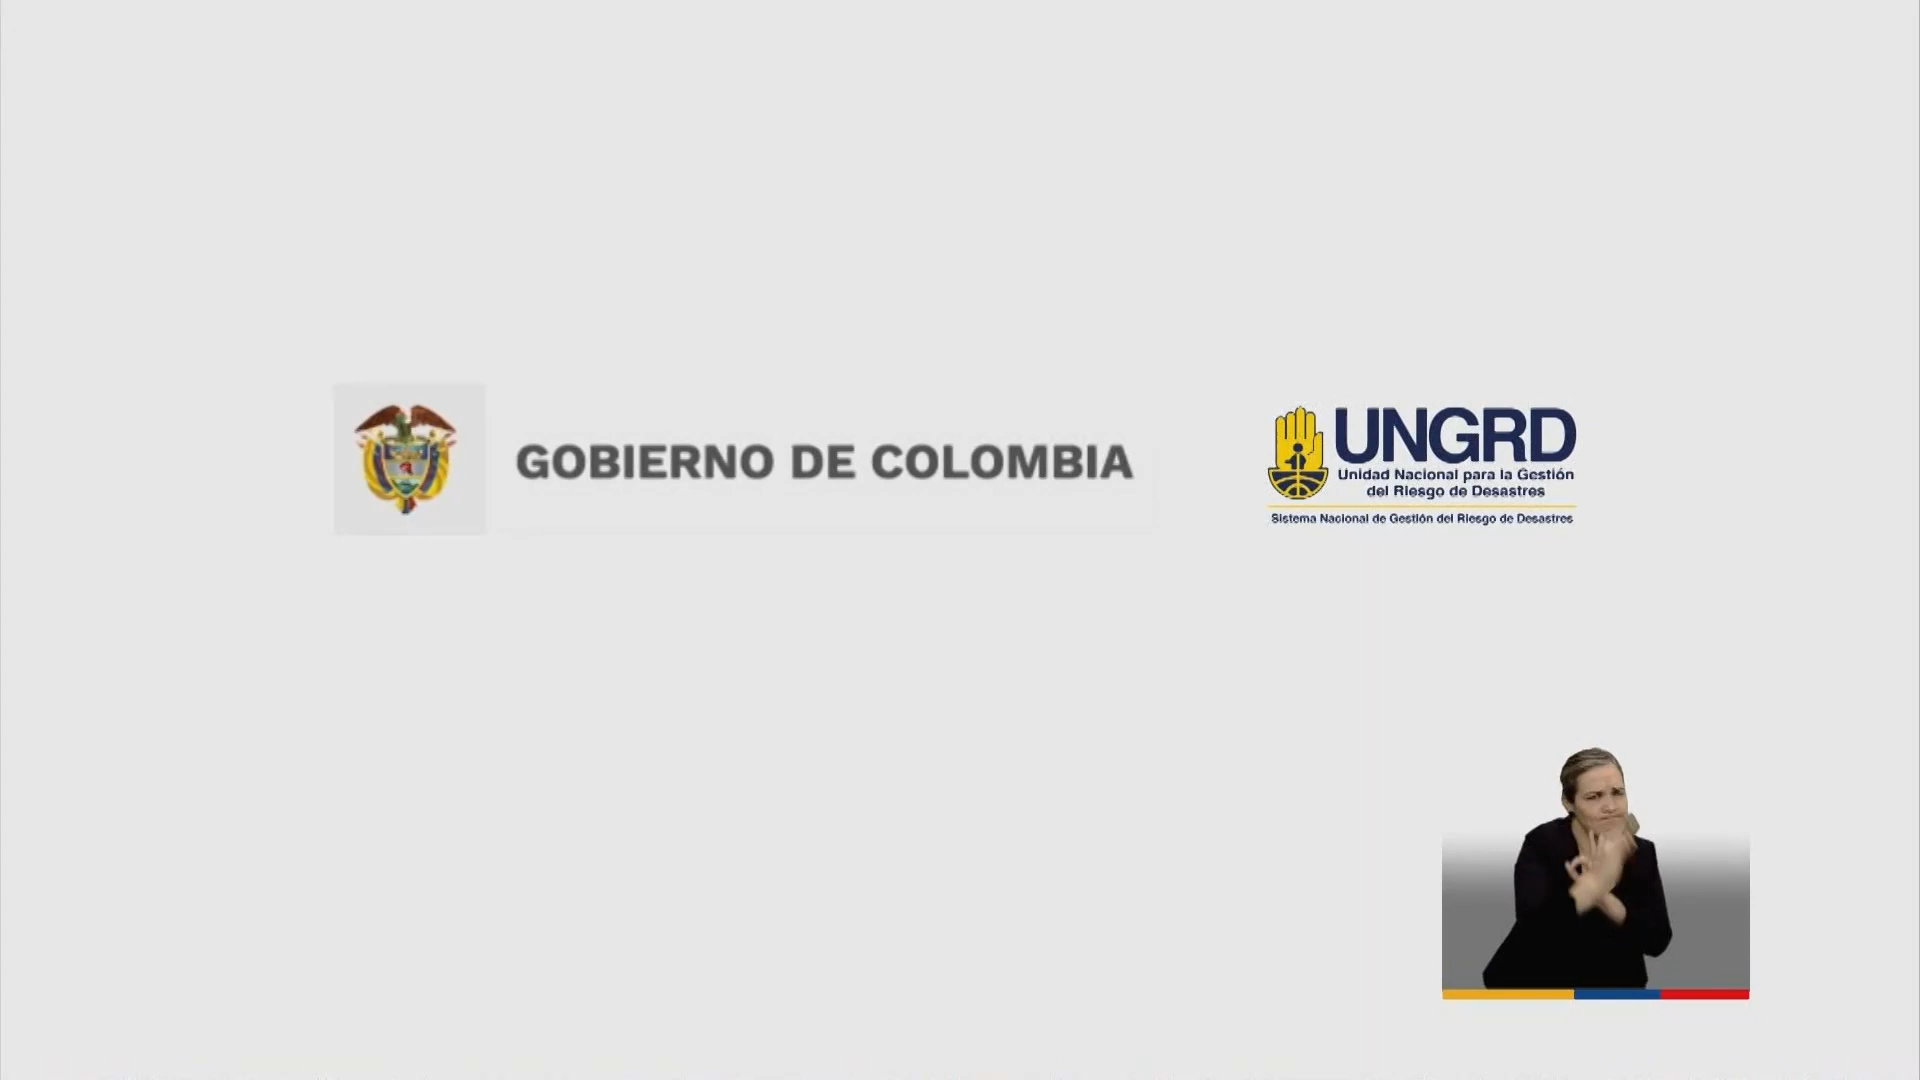 GOBIERNO DE COLOMBIA
UNGRD
Unidad Nacional para la Gestión
del Riesgo de Desastres
Sistema Nacional de Gestión del Riesgo de Desastres